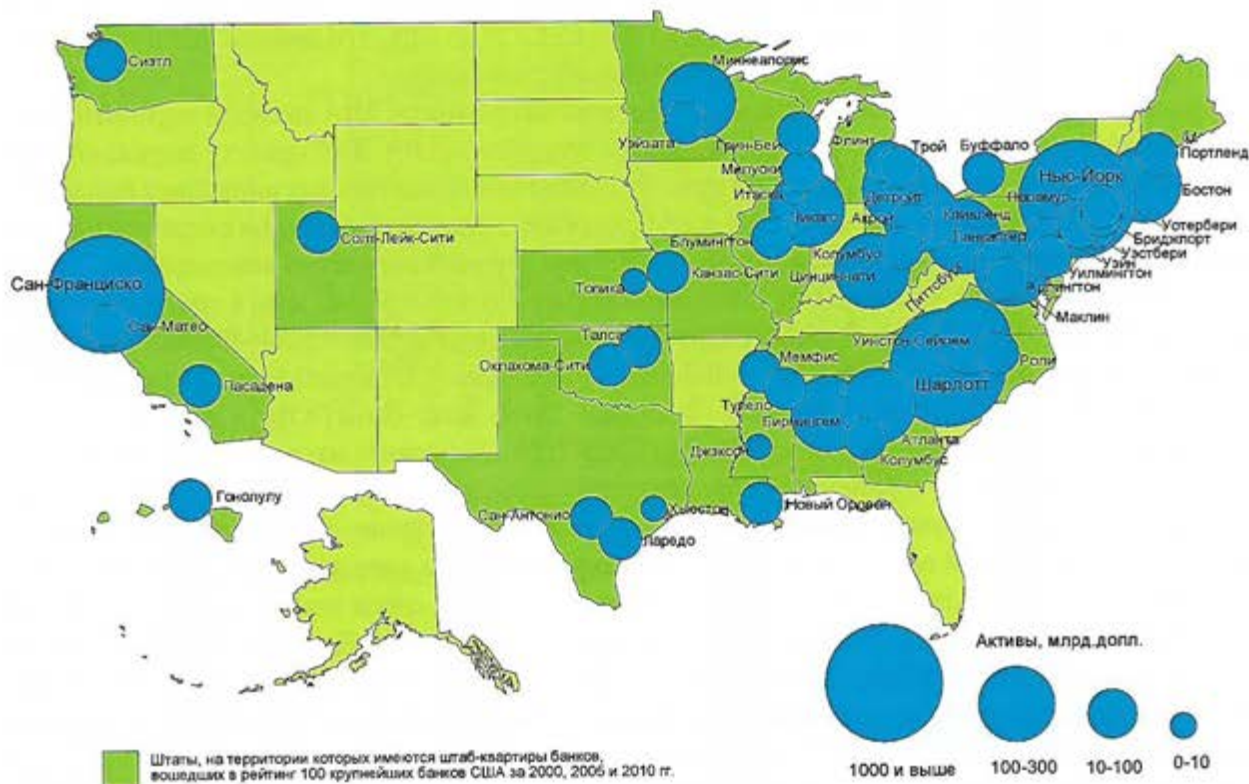 Сиэтл
Миннеаполис
Уэйзата
Грин-Бей
Флинт
Трой
Буффало
Портленд
Милуоки
Нью-Йорк
Итаска
Детройт
Бостон
Чикаго
Акрон
Кливленд
Уотербери
Солт-Лейк-Сити
Блумингтон
Ланкастер
Бриджпорт
Колумбус
Уэстбери
Канзас-Сити
Узйн
Сан-Франциско
Топика
Цинциннати
Уилмингтон
Питтсбург
Арлингтон
Сан-Матео
Маклин
Талса
Уинстон-Сейлем
Мемфис
Роли
Оклахома-Сити
Пасадена
Шарлотт
Тупело
Бирмингем
Атланта
Джэксон
Колумбус
Гонолулу
Сан-Антонио
Хьюстон
Новый Орлеан
Ларедо
Активы, млрд.долл.
1000 и выше
100-300
10-100
0-10
Штаты, на территории которых имеются штаб-квартиры банков,
вошедших в рейтинг 100 крупнейших банков США за 2000, 2005 и 2010 гг.